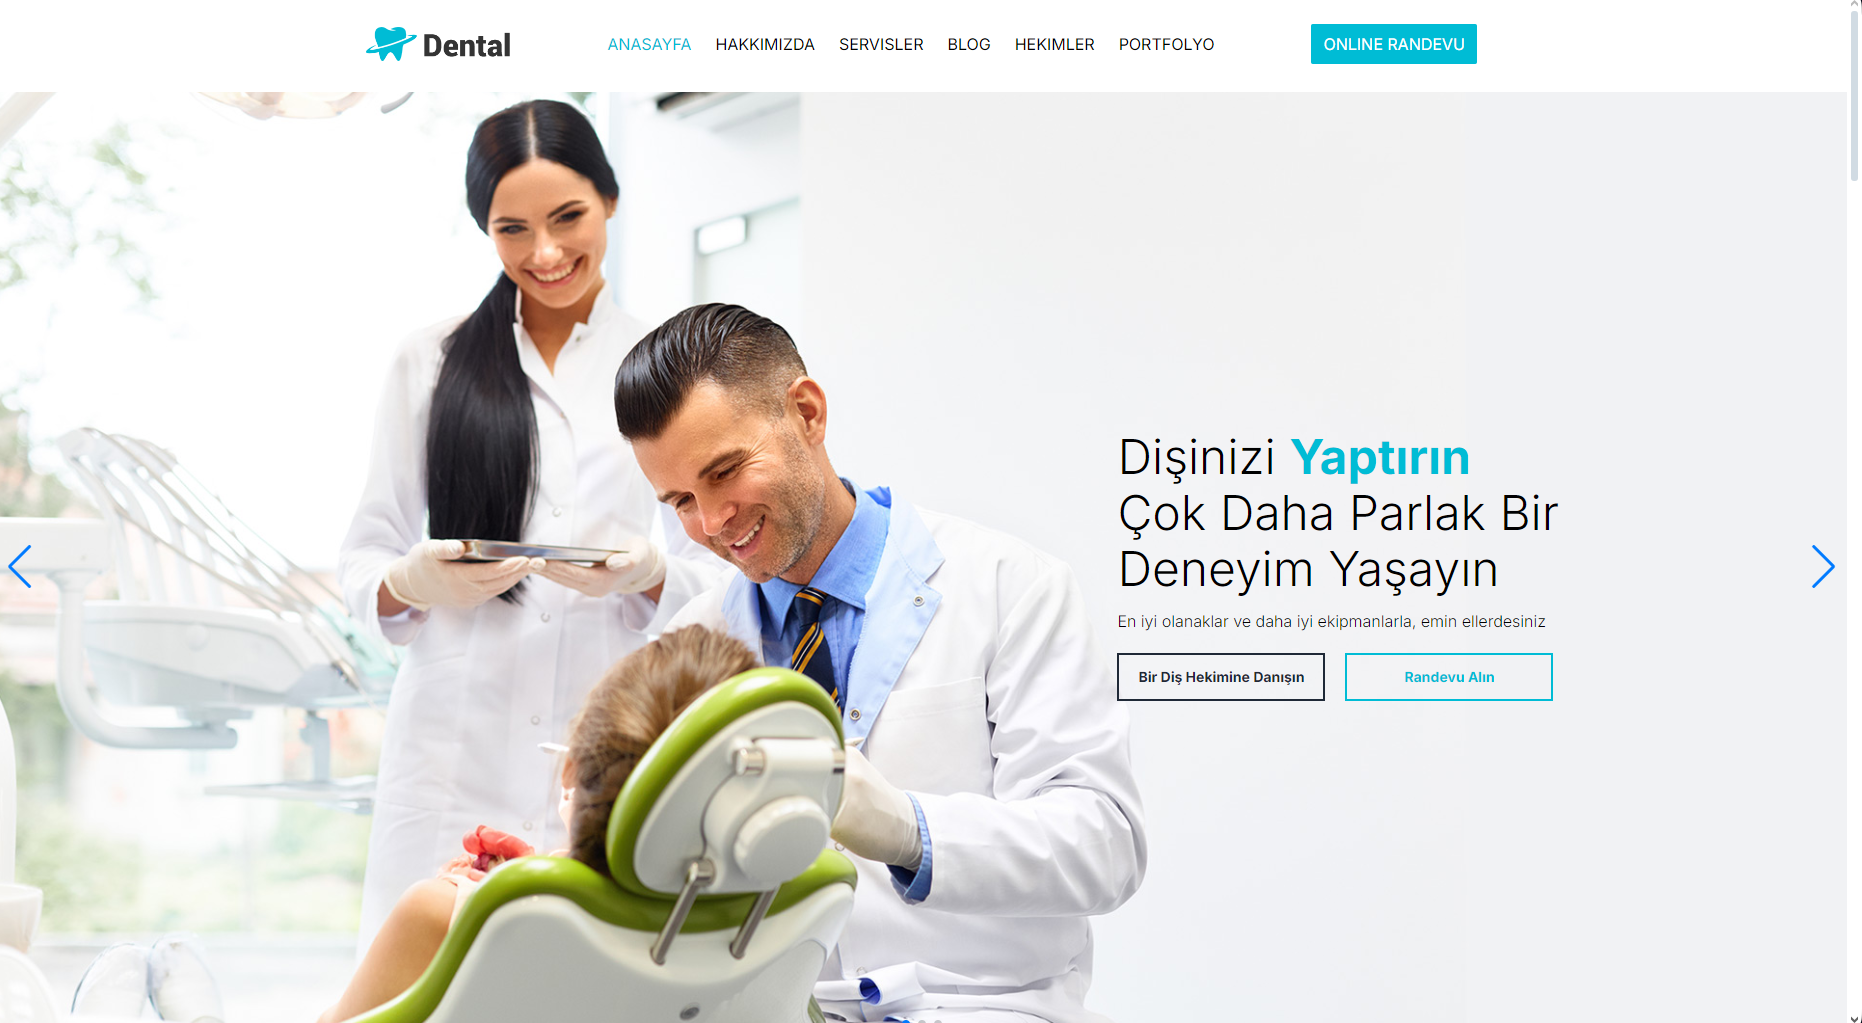 Dental
ANASAYFA HAKKIMIZDA SERVISLER BLOG HEKIMLER PORTFOLYO
ONLINE RANDEVU
Dişinizi Yaptırın
Çok Daha Parlak Bir
Deneyim Yaşayın
En iyi olanaklar ve daha iyi ekipmanlarla, emin ellerdesiniz
Bir Diş Hekimine Danışın
Randevu Alın